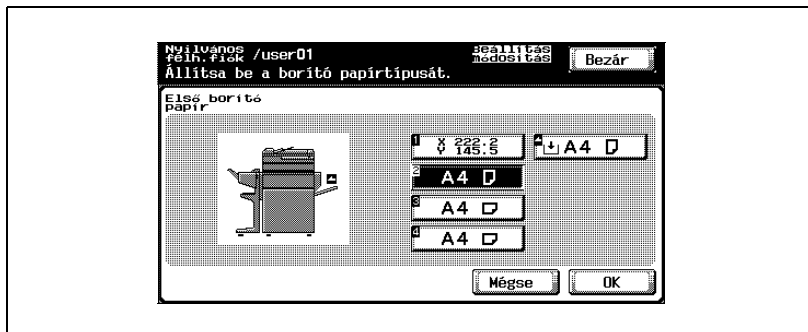 Nyilvános
félh.fiók /user01
Beállítás
módosítás
Bezár
Állítsa be a borító papírtípusát.
Első borító
papír
1 X 222.2
Y 145.5
A4
2 A4
3 A4
4 A4
Mégse
OK